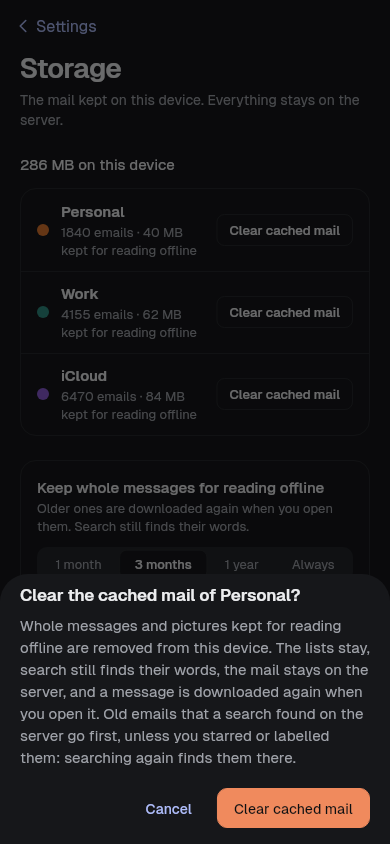 Settings
Storage
The mail kept on this device. Everything stays on the
server.
286 MB on this device
Personal
1840 emails · 40 MB
kept for reading offline
Clear cached mail
Work
4155 emails · 62 MB
kept for reading offline
Clear cached mail
iCloud
6470 emails · 84 MB
kept for reading offline
Clear cached mail
Keep whole messages for reading offline
Older ones are downloaded again when you open
them. Search still finds their words.
1 month
3 months
1 year
Always
Clear the cached mail of Personal?
Whole messages and pictures kept for reading
offline are removed from this device. The lists stay,
search still finds their words, the mail stays on the
server, and a message is downloaded again when
you open it. Old emails that a search found on the
server go first, unless you starred or labelled
them: searching again finds them there.
Cancel
Clear cached mail